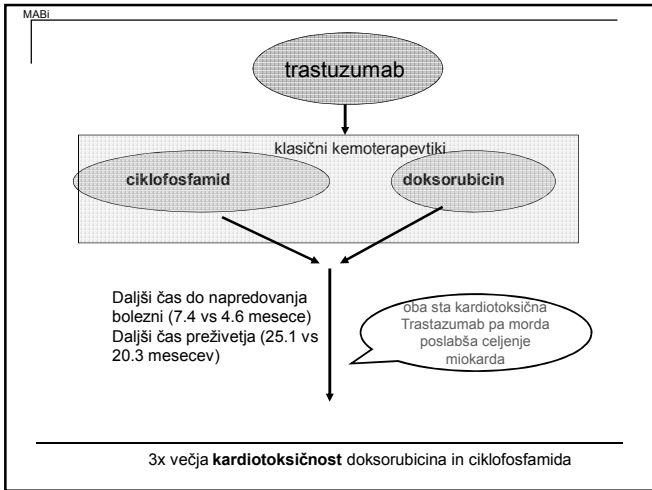 MABi
trastuzumab
klasični kemoterapevtiki
ciklofosfamid
doksorubicin
Daljši čas do napredovanja
bolezni (7.4 vs 4.6 mesece)
Daljši čas preživetja (25.1 vs
20.3 mesecev)
oba sta kardiotoksična
Trastazumab pa morda
poslabša celjenje
miokarda
3x večja kardiotoksičnost doksorubicina in ciklofosfamida